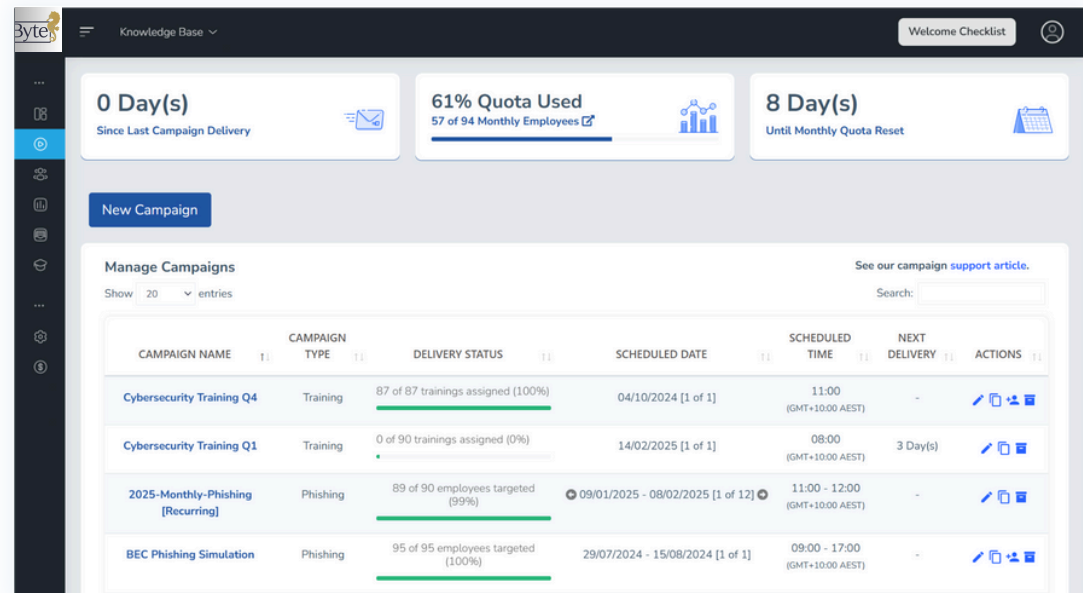 Byte
Knowledge Base
Welcome Checklist
0 Day(s)
Since Last Campaign Delivery
61% Quota Used
57 of 94 Monthly Employees
8 Day(s)
Until Monthly Quota Reset
New Campaign
Manage Campaigns
See our campaign support article.
Show 20 entries
Search:
CAMPAIGN NAME
CAMPAIGN
TYPE
DELIVERY STATUS
SCHEDULED DATE
SCHEDULED
TIME
NEXT
DELIVERY
ACTIONS
Cybersecurity Training Q4
Training
87 of 87 trainings assigned (100%)
04/10/2024 [1 of 1]
11:00
(GMT+10:00 AEST)
-
Cybersecurity Training Q1
Training
0 of 90 trainings assigned (0%)
14/02/2025 [1 of 1]
08:00
(GMT+10:00 AEST)
3 Day(s)
2025-Monthly-Phishing
[Recurring]
Phishing
89 of 90 employees targeted
(99%)
09/01/2025 - 08/02/2025 [1 of 12]
11:00 - 12:00
(GMT+10:00 AEST)
-
BEC Phishing Simulation
Phishing
95 of 95 employees targeted
(100%)
29/07/2024 - 15/08/2024 [1 of 1]
09:00 - 17:00
(GMT+10:00 AEST)
-